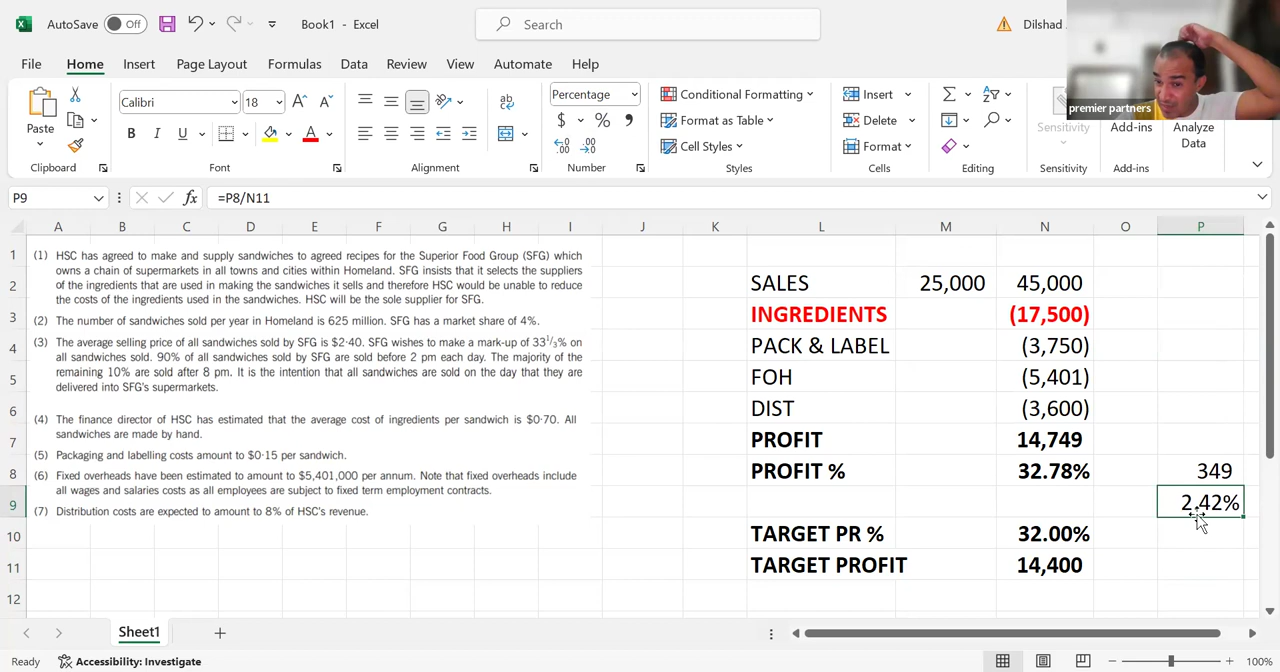 AutoSave Off Book1 - Excel Search Dilshad
File Home Insert Page Layout Formulas Data Review View Automate Help
premier partners
Paste Calibri 18 A A ab Percentage Conditional Formatting Insert Σ Sensitivity Add-ins Analyze Data
B I U A $ % 9 Format as Table Delete
Cell Styles Format
Clipboard Font Alignment Number Styles Cells Editing Sensitivity Add-ins
P9 fx =P8/N11
A B C D E F G H I J K L M N O P
1 2 3 4 5 6 7 8 9 10 11 12
(1) HSC has agreed to make and supply sandwiches to agreed recipes for the Superior Food Group (SFG) which
owns a chain of supermarkets in all towns and cities within Homeland. SFG insists that it selects the suppliers
of the ingredients that are used in making the sandwiches it sells and therefore HSC would be unable to reduce
the costs of the ingredients used in the sandwiches. HSC will be the sole supplier for SFG.
(2) The number of sandwiches sold per year in Homeland is 625 million. SFG has a market share of 4%.
(3) The average selling price of all sandwiches sold by SFG is $2·40. SFG wishes to make a mark-up of 33 1/3% on
all sandwiches sold. 90% of all sandwiches sold by SFG are sold before 2 pm each day. The majority of the
remaining 10% are sold after 8 pm. It is the intention that all sandwiches are sold on the day that they are
delivered into SFG's supermarkets.
(4) The finance director of HSC has estimated that the average cost of ingredients per sandwich is $0·70. All
sandwiches are made by hand.
(5) Packaging and labelling costs amount to $0·15 per sandwich.
(6) Fixed overheads have been estimated to amount to $5,401,000 per annum. Note that fixed overheads include
all wages and salaries costs as all employees are subject to fixed term employment contracts.
(7) Distribution costs are expected to amount to 8% of HSC's revenue.
SALES 25,000 45,000
INGREDIENTS (17,500)
PACK & LABEL (3,750)
FOH (5,401)
DIST (3,600)
PROFIT 14,749
PROFIT % 32.78% 349
2.42%
TARGET PR % 32.00%
TARGET PROFIT 14,400
Sheet1
Ready Accessibility: Investigate 100%